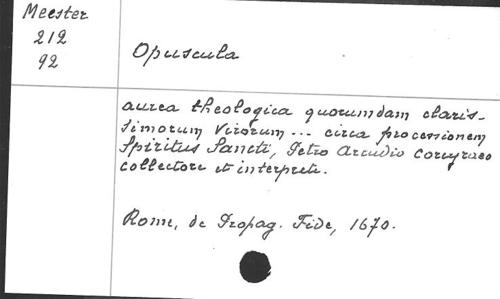 Meester
212
92
Opuscula
aurea theologica quorumdam claris-
simorum virorum ... circa processionem
Spiritus Sancti, Petro Arcudio corcyraeo
collectore et interprete.
Rome, de Propag. Fide, 1670.